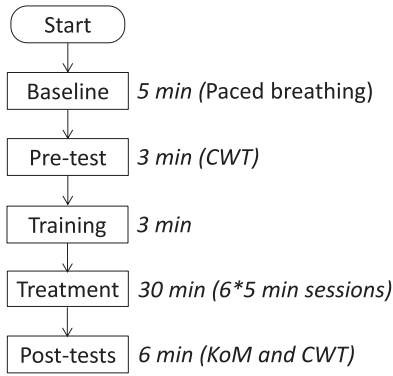 Start
Baseline 5 min (Paced breathing)
Pre-test 3 min (CWT)
Training 3 min
Treatment 30 min (6*5 min sessions)
Post-tests 6 min (KoM and CWT)